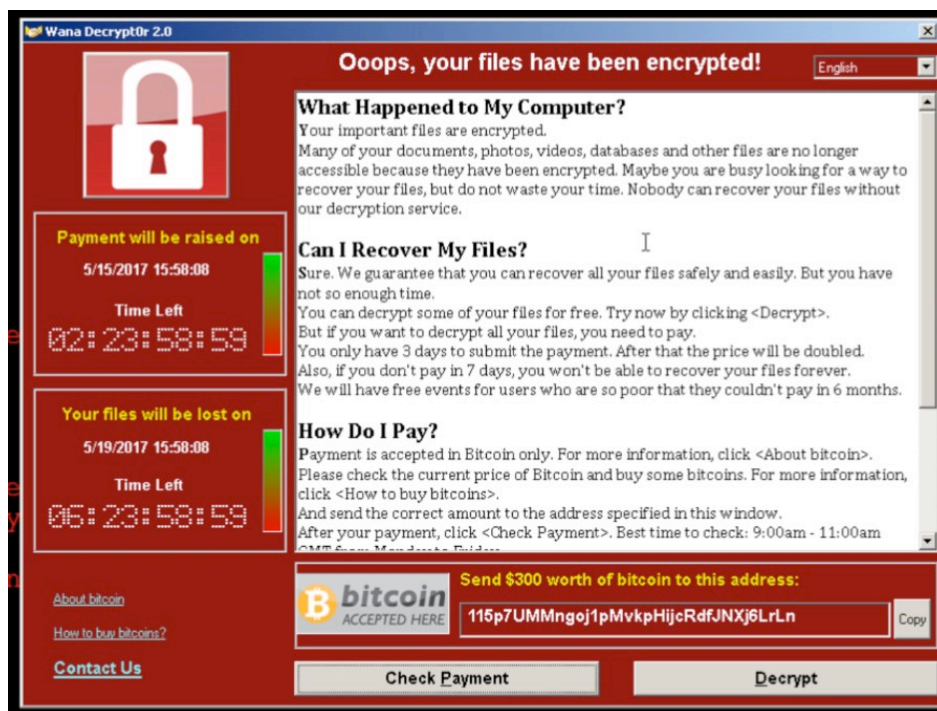 Wana Decrypt0r 2.0
Ooops, your files have been encrypted!
English
What Happened to My Computer?
Your important files are encrypted.
Many of your documents, photos, videos, databases and other files are no longer
accessible because they have been encrypted. Maybe you are busy looking for a way to
recover your files, but do not waste your time. Nobody can recover your files without
our decryption service.
Can I Recover My Files?
Sure. We guarantee that you can recover all your files safely and easily. But you have
not so enough time.
You can decrypt some of your files for free. Try now by clicking <Decrypt>.
But if you want to decrypt all your files, you need to pay.
You only have 3 days to submit the payment. After that the price will be doubled.
Also, if you don't pay in 7 days, you won't be able to recover your files forever.
We will have free events for users who are so poor that they couldn't pay in 6 months.
How Do I Pay?
Payment is accepted in Bitcoin only. For more information, click <About bitcoin>.
Please check the current price of Bitcoin and buy some bitcoins. For more information,
click <How to buy bitcoins>.
And send the correct amount to the address specified in this window.
After your payment, click <Check Payment>. Best time to check: 9:00am - 11:00am
GMT from Monday to Friday.
Payment will be raised on
5/15/2017 15:58:08
Time Left
02:23:58:59
Your files will be lost on
5/19/2017 15:58:08
Time Left
06:23:58:59
About bitcoin
How to buy bitcoins?
Contact Us
bitcoin
ACCEPTED HERE
Send $300 worth of bitcoin to this address:
115p7UMMngoj1pMvkpHijcRdfJNXj6LrLn
Copy
Check Payment
Decrypt